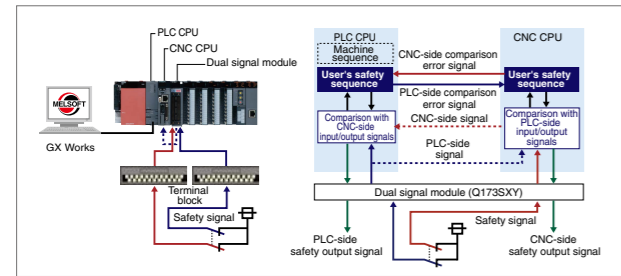 PLC CPU
CNC CPU
Dual signal module
MELSOFT
GX Works
Terminal
block
Safety signal
PLC CPU
Machine
sequence
User's safety
sequence
Comparison with
CNC-side
input/output signals
CNC-side comparison
error signal
PLC-side comparison
error signal
CNC-side signal
PLC-side
signal
CNC CPU
User's safety
sequence
Comparison with
PLC-side
input/output
signals
Dual signal module (Q173SXY)
Safety signal
PLC-side
safety output signal
CNC-side
safety output signal